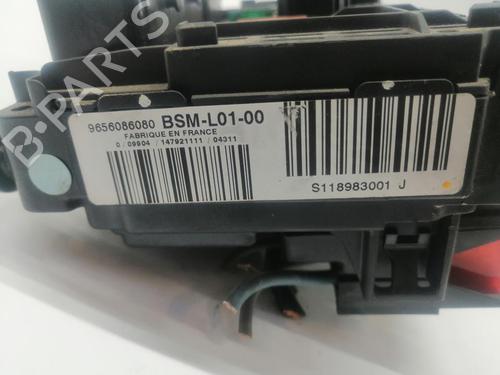 B-PARTS
9656086080 BSM-L01-00
FABRIQUE EN FRANCE
0 / 09904 / 147921111 / 04311
S118983001 J